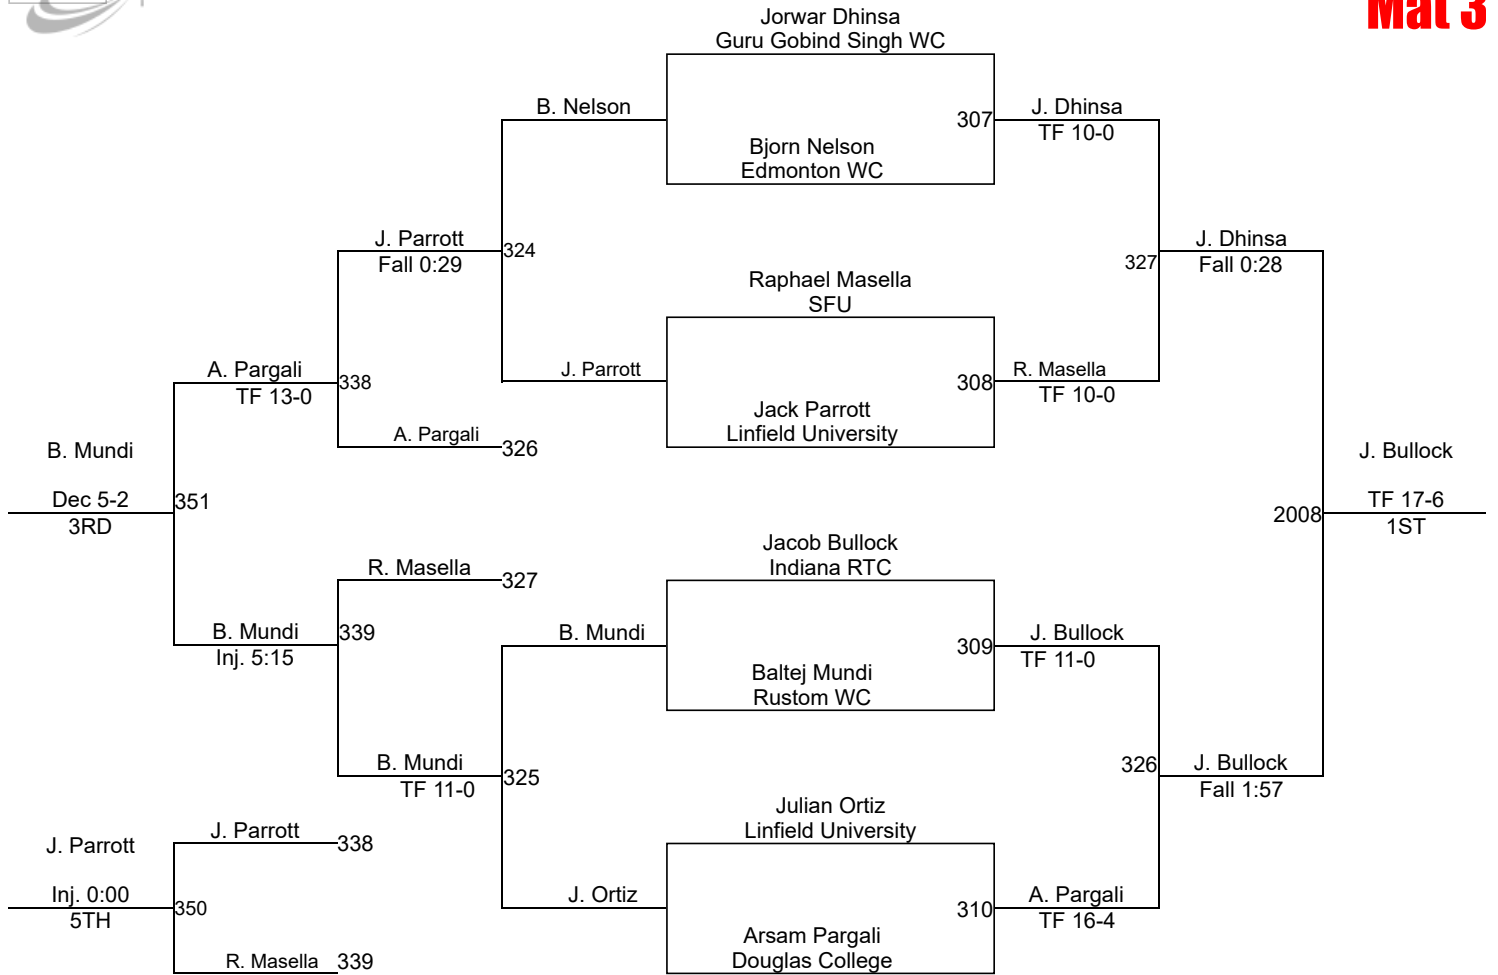 Mat 3
Jorwar Dhinsa
Guru Gobind Singh WC
B. Nelson
307
J. Dhinsa
TF 10-0
Bjorn Nelson
Edmonton WC
J. Parrott
Fall 0:29
324
327
J. Dhinsa
Fall 0:28
Raphael Masella
SFU
A. Pargali
TF 13-0
338
J. Parrott
308
R. Masella
TF 10-0
Jack Parrott
Linfield University
A. Pargali
326
B. Mundi
Dec 5-2
3RD
351
2008
J. Bullock
TF 17-6
1ST
Jacob Bullock
Indiana RTC
R. Masella
327
B. Mundi
Inj. 5:15
339
B. Mundi
309
J. Bullock
TF 11-0
Baltej Mundi
Rustom WC
B. Mundi
TF 11-0
325
326
J. Bullock
Fall 1:57
Julian Ortiz
Linfield University
J. Parrott
Inj. 0:00
5TH
J. Parrott
338
350
J. Ortiz
310
A. Pargali
TF 16-4
Arsam Pargali
Douglas College
R. Masella
339